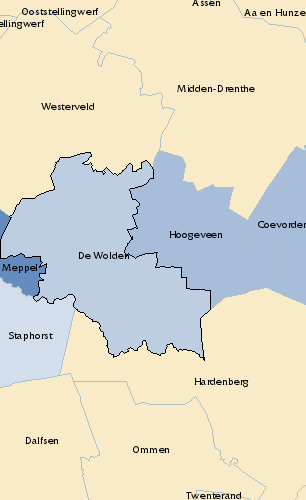 Assen
Ooststellingwerf
Aa en Hunze
ellingwerf
Midden-Drenthe
Westerveld
Coevorden
Hoogeveen
De Wolden
Meppel
Staphorst
Hardenberg
Dalfsen
Ommen
Twenterand